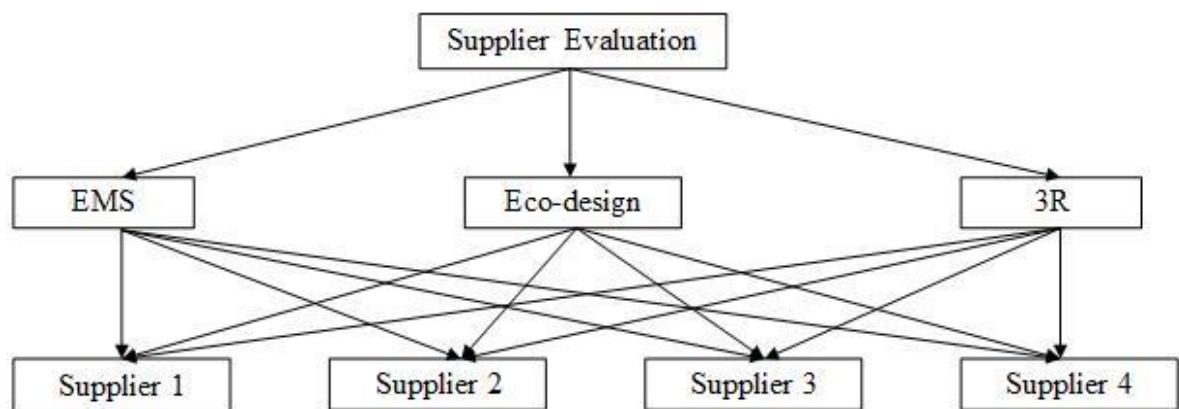 Supplier Evaluation
EMS
Eco-design
3R
Supplier 1
Supplier 2
Supplier 3
Supplier 4